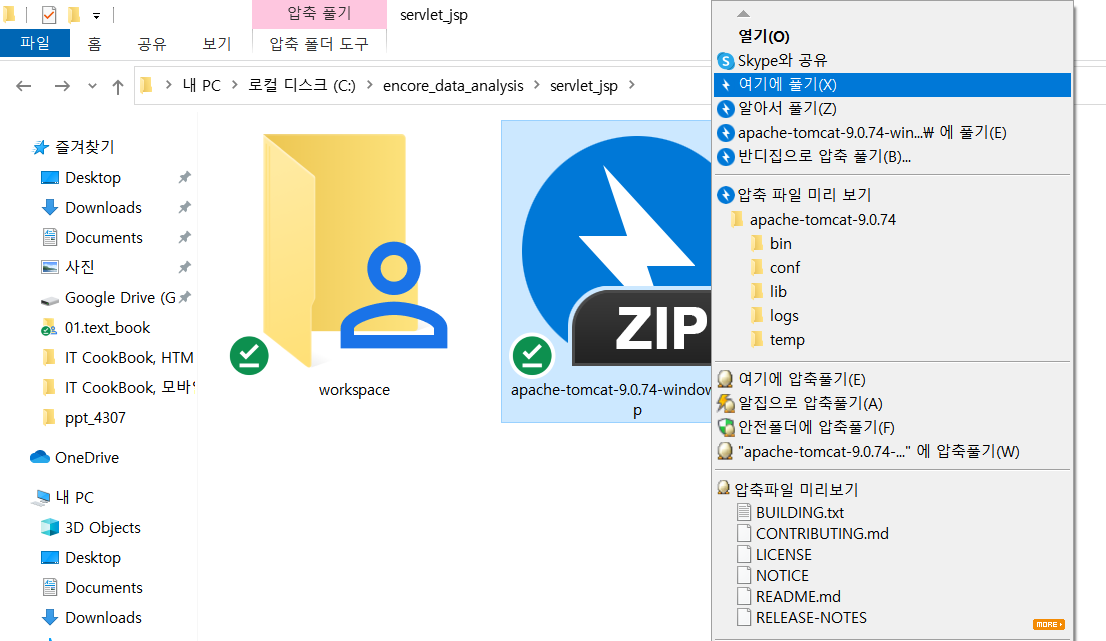 압축 풀기
servlet_jsp
파일
홈
공유
보기
압축 폴더 도구
내 PC
로컬 디스크 (C:)
encore_data_analysis
servlet_jsp
즐겨찾기
Desktop
Downloads
Documents
사진
Google Drive (G
01.text_book
IT CookBook, HTM
IT CookBook, 모바일
ppt_4307
OneDrive
내 PC
3D Objects
Desktop
Documents
Downloads
workspace
ZIP
apache-tomcat-9.0.74-window
p
열기(O)
Skype와 공유
여기에 풀기(X)
알아서 풀기(Z)
apache-tomcat-9.0.74-win...₩ 에 풀기(E)
반디집으로 압축 풀기(B)...
압축 파일 미리 보기
apache-tomcat-9.0.74
bin
conf
lib
logs
temp
여기에 압축풀기(E)
알집으로 압축풀기(A)
안전폴더에 압축풀기(F)
"apache-tomcat-9.0.74-..." 에 압축풀기(W)
압축파일 미리보기
BUILDING.txt
CONTRIBUTING.md
LICENSE
NOTICE
README.md
RELEASE-NOTES
MORE